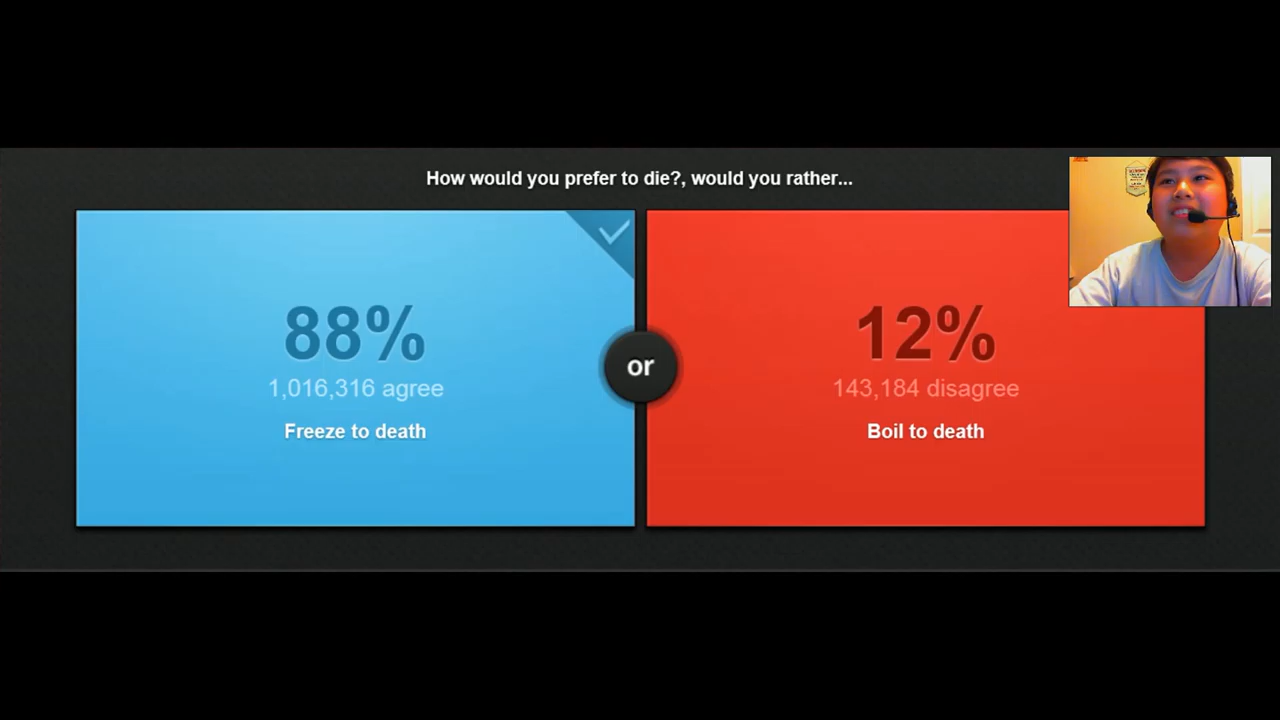 How would you prefer to die?, would you rather...
88%
1,016,316 agree
Freeze to death
or
12%
143,184 disagree
Boil to death